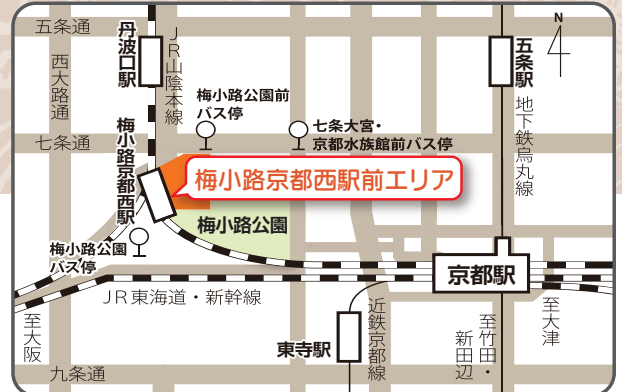 五条通
丹波口駅
JR山陰本線
五条駅
N
西大路通
梅小路公園前
バス停
七条大宮・
京都水族館前バス停
地下鉄烏丸線
七条通
梅小路京都西駅
梅小路京都西駅前エリア
梅小路公園
梅小路公園
バス停
京都駅
JR東海道・新幹線
至大阪
東寺駅
近鉄京都線
至竹田・
新田辺
至大津
九条通